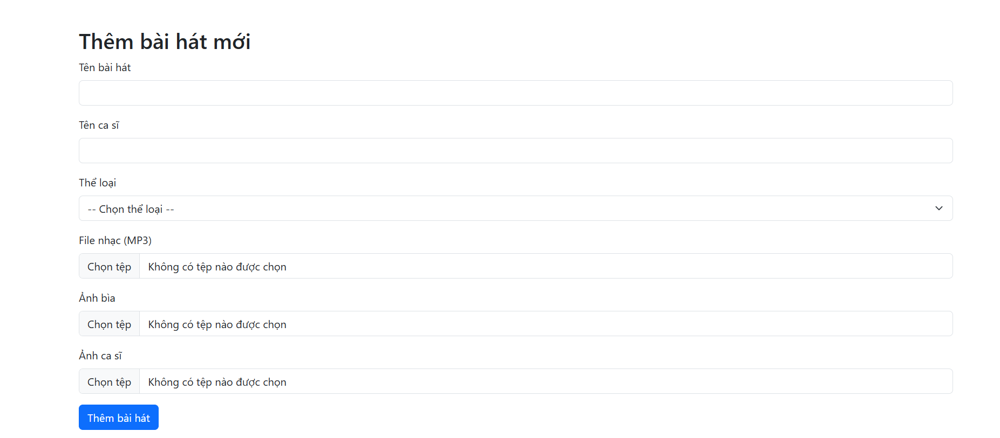 Thêm bài hát mới
Tên bài hát
Tên ca sĩ
Thể loại
-- Chọn thể loại --
File nhạc (MP3)
Chọn tệp Không có tệp nào được chọn
Ảnh bìa
Chọn tệp Không có tệp nào được chọn
Ảnh ca sĩ
Chọn tệp Không có tệp nào được chọn
Thêm bài hát